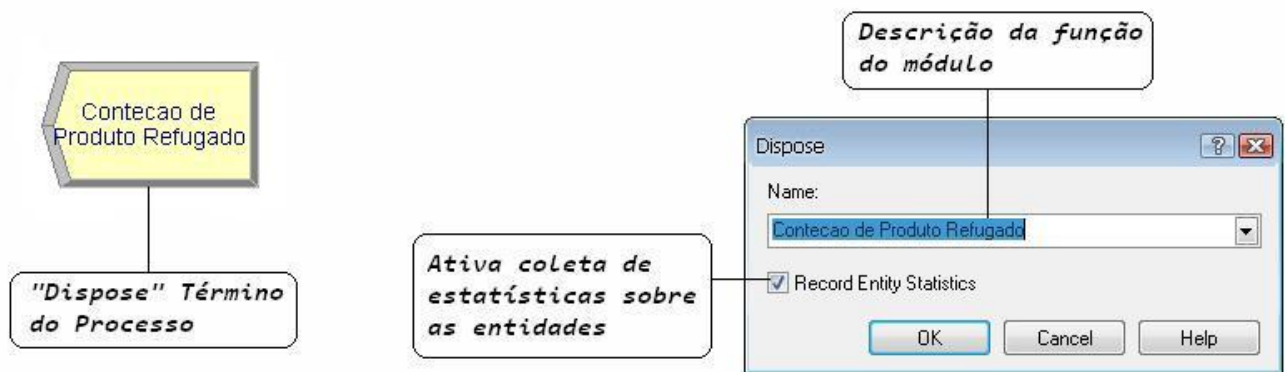 Descrição da função
do módulo
Contecao de
Produto Refugado
Dispose
Name:
Contecao de Produto Refugado
Ativa coleta de
estatísticas sobre
as entidades
Record Entity Statistics
"Dispose" Término
do Processo
OK
Cancel
Help